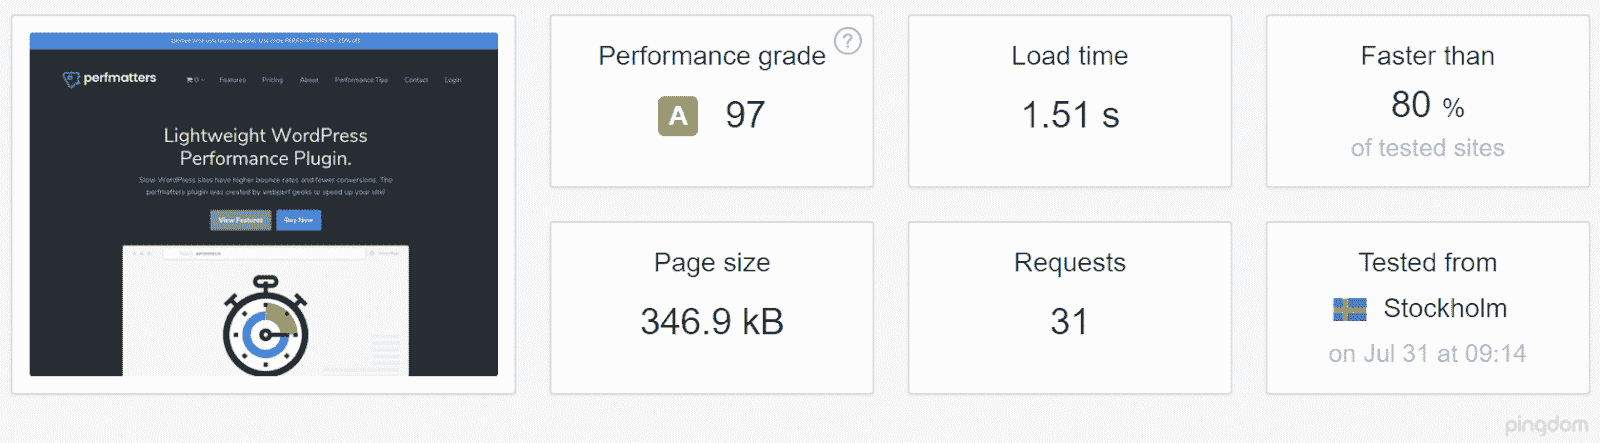 perfmatters
0
Features
Pricing
About
Performance Tips
Contact
Login
Lightweight WordPress
Performance Plugin.
Slow WordPress sites have higher bounce rates and fewer conversions. The
perfmatters plugin was created by webperf geeks to speed up your site!
View Features
Buy Now
Performance grade
?
A 97
Load time
1.51 s
Faster than
80 %
of tested sites
Page size
346.9 kB
Requests
31
Tested from
Stockholm
on Jul 31 at 09:14
pingdom